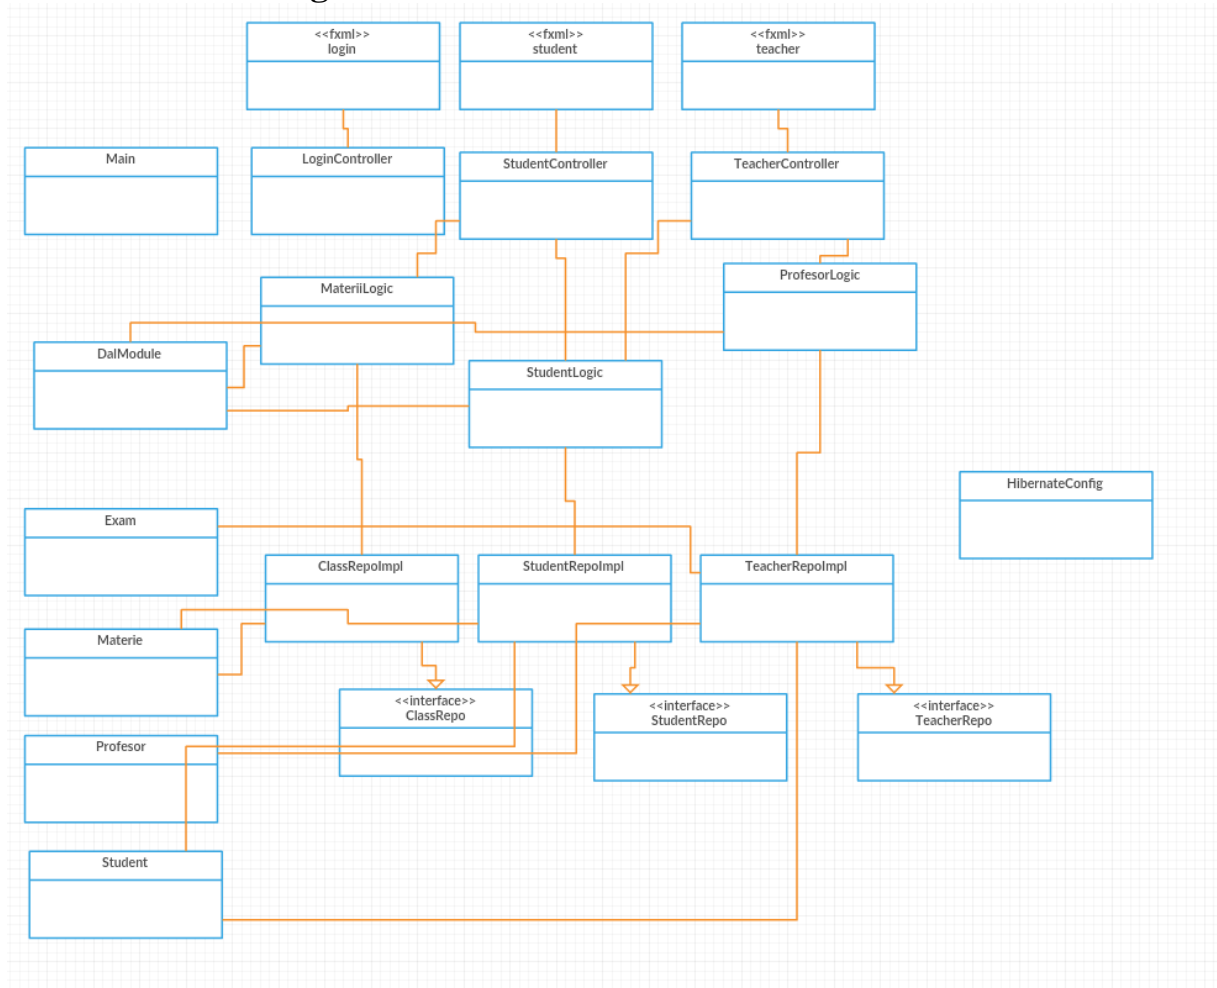 <<fxml>>
login
<<fxml>>
student
<<fxml>>
teacher
Main
LoginController
StudentController
TeacherController
MateriiLogic
ProfesorLogic
DalModule
StudentLogic
HibernateConfig
Exam
ClassRepoImpl
StudentRepoImpl
TeacherRepoImpl
Materie
<<interface>>
ClassRepo
<<interface>>
StudentRepo
<<interface>>
TeacherRepo
Profesor
Student